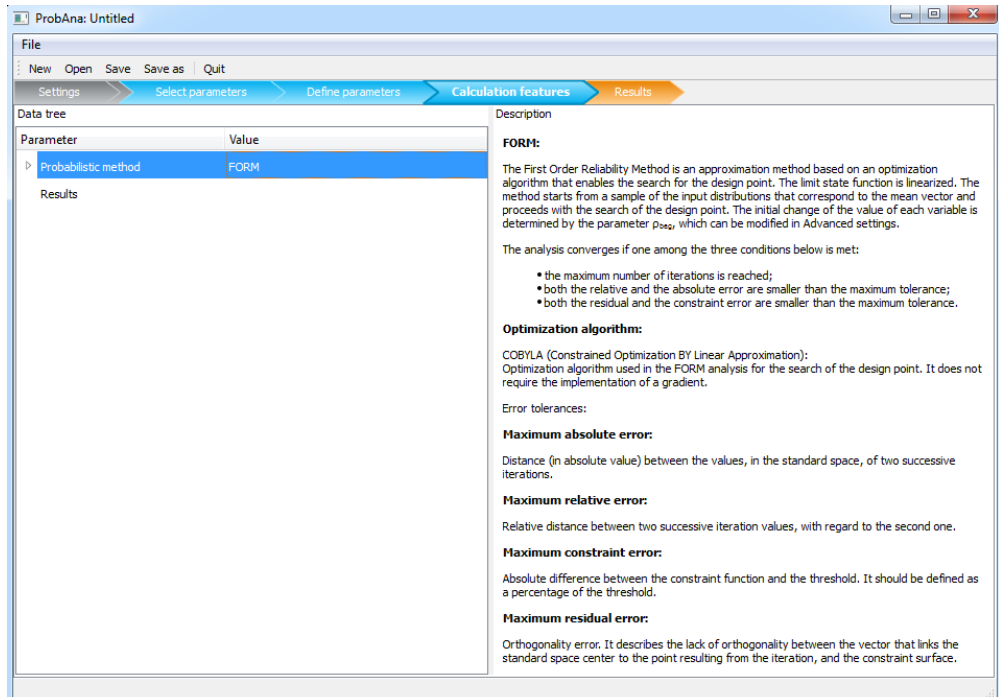 ProbAna: Untitled
File
New Open Save Save as Quit
Settings Select parameters Define parameters Calculation features Results
Data tree
Parameter Value
Probabilistic method FORM
Results
Description
FORM:
The First Order Reliability Method is an approximation method based on an optimization
algorithm that enables the search for the design point. The limit state function is linearized. The
method starts from a sample of the input distributions that correspond to the mean vector and
proceeds with the search of the design point. The initial change of the value of each variable is
determined by the parameter ρbeg, which can be modified in Advanced settings.
The analysis converges if one among the three conditions below is met:
• the maximum number of iterations is reached;
• both the relative and the absolute error are smaller than the maximum tolerance;
• both the residual and the constraint error are smaller than the maximum tolerance.
Optimization algorithm:
COBYLA (Constrained Optimization BY Linear Approximation):
Optimization algorithm used in the FORM analysis for the search of the design point. It does not
require the implementation of a gradient.
Error tolerances:
Maximum absolute error:
Distance (in absolute value) between the values, in the standard space, of two successive
iterations.
Maximum relative error:
Relative distance between two successive iteration values, with regard to the second one.
Maximum constraint error:
Absolute difference between the constraint function and the threshold. It should be defined as
a percentage of the threshold.
Maximum residual error:
Orthogonality error. It describes the lack of orthogonality between the vector that links the
standard space center to the point resulting from the iteration, and the constraint surface.